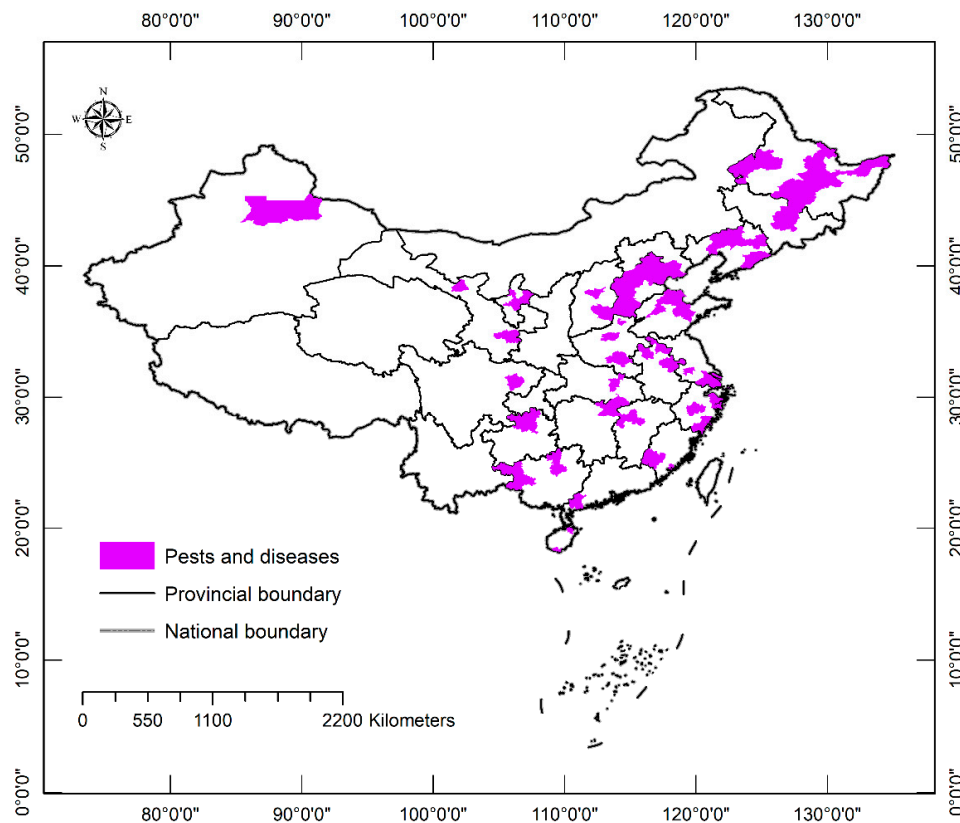 80°0'0" 90°0'0" 100°0'0" 110°0'0" 120°0'0" 130°0'0"
N
W E
S
50°0'0" 50°0'0"
40°0'0" 40°0'0"
30°0'0" 30°0'0"
20°0'0" 20°0'0"
10°0'0" 10°0'0"
0°0'0" 0°0'0"
Pests and diseases
Provincial boundary
National boundary
0 550 1100 2200 Kilometers
80°0'0" 90°0'0" 100°0'0" 110°0'0" 120°0'0" 130°0'0"